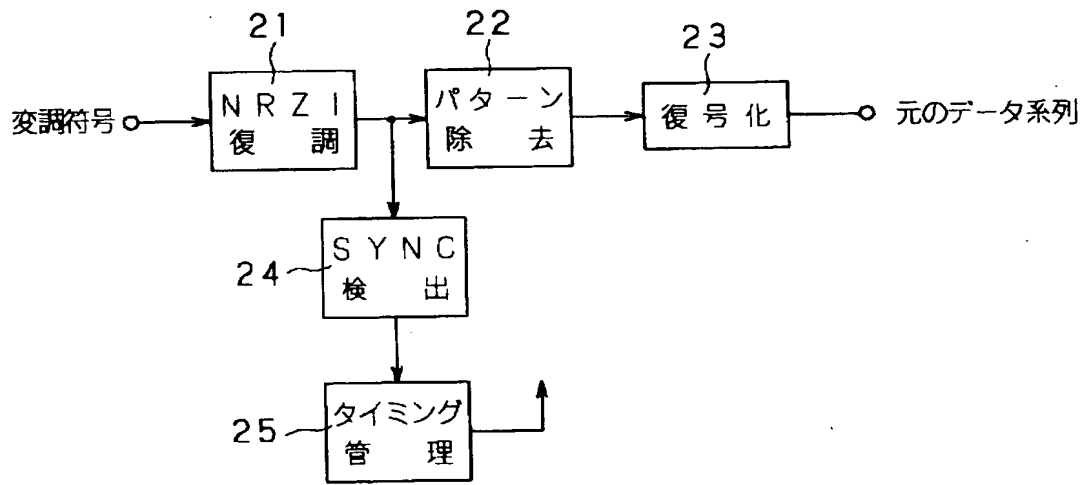 21
22
23
変調符号
NRZI
復調
パターン
除去
復号化
元のデータ系列
24
SYNC
検出
25
タイミング
管理